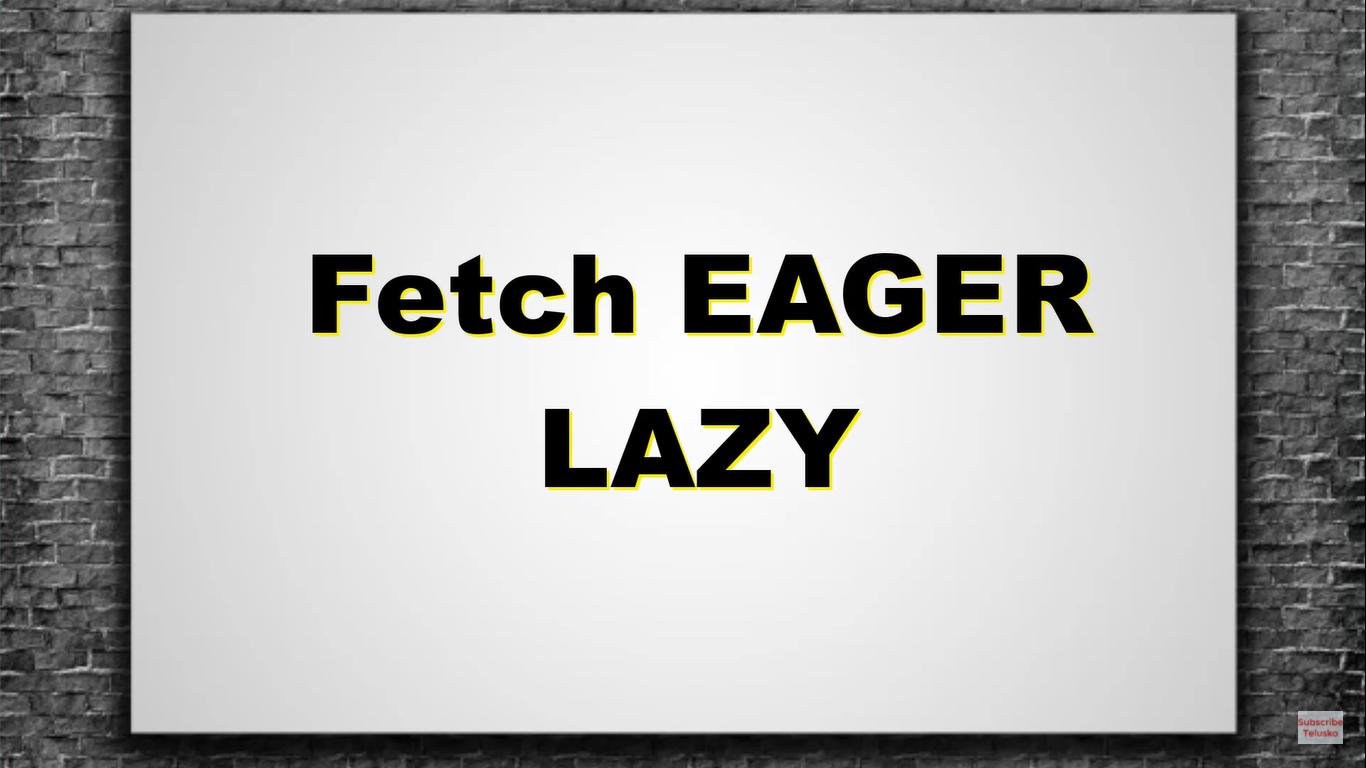 Fetch EAGER
LAZY
Subscribe
Telusko